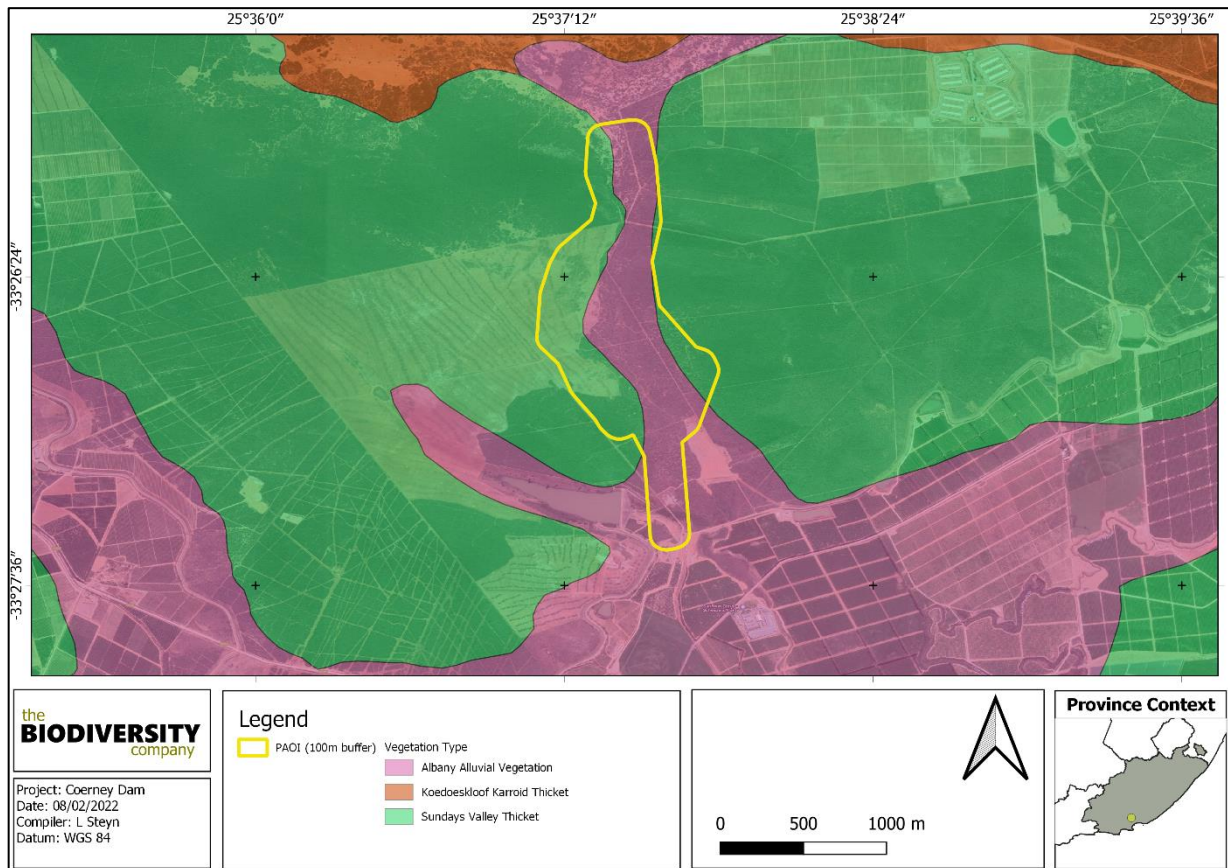 25°36′0″ 25°37′12″ 25°38′24″ 25°39′36″
-33°26′24″
-33°27′36″
the
BIODIVERSITY
company
Project: Coerney Dam
Date: 08/02/2022
Compiler: L Steyn
Datum: WGS 84
Legend
PAOI (100m buffer)
Vegetation Type
Albany Alluvial Vegetation
Koedoeskloof Karroid Thicket
Sundays Valley Thicket
0 500 1000 m
Province Context